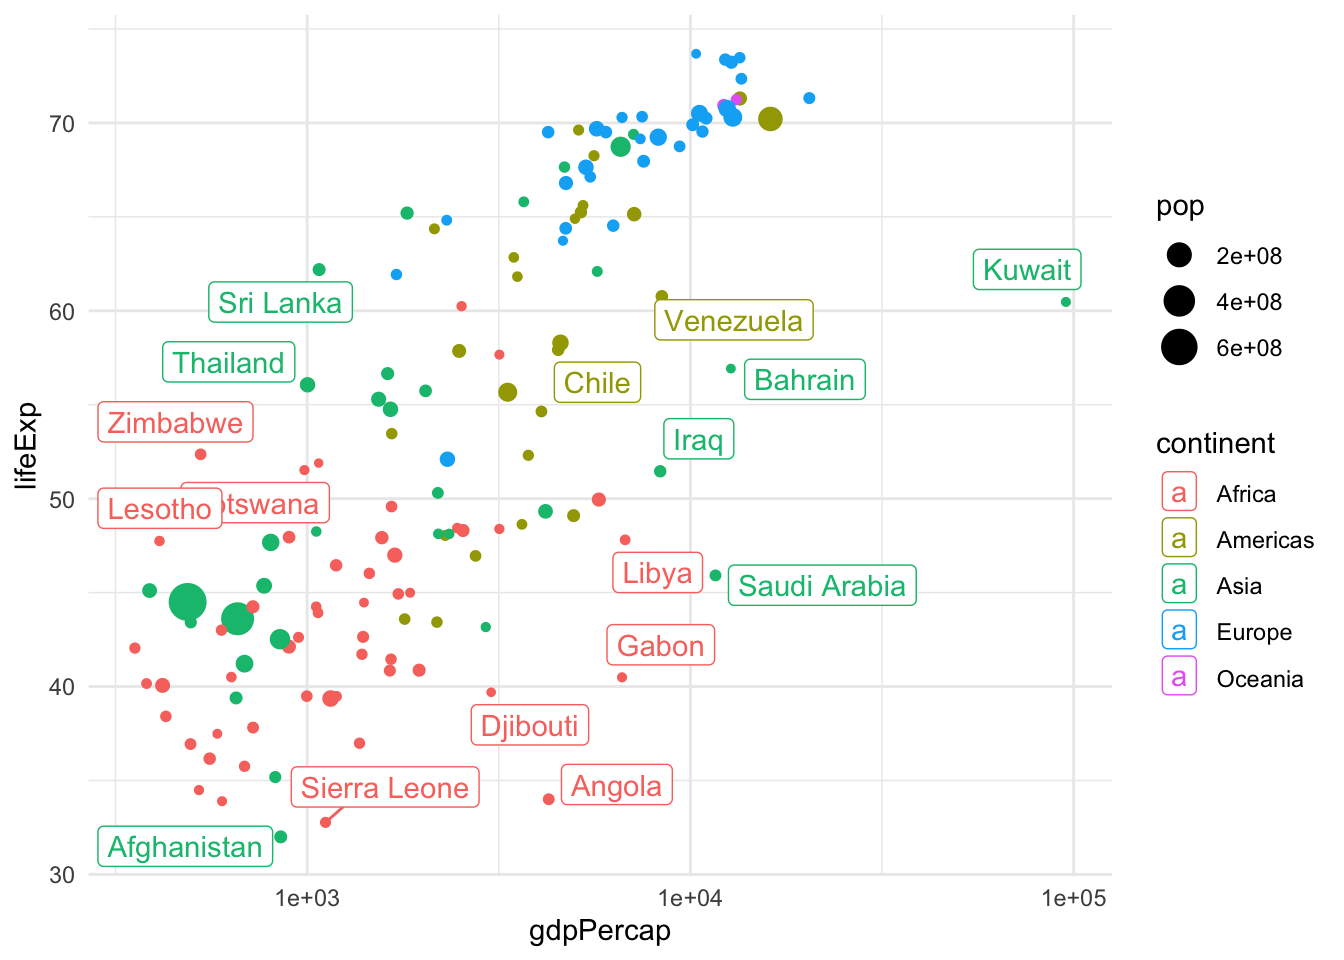 lifeExp
70
60
50
40
30
1e+03
1e+04
1e+05
gdpPercap
Kuwait
Sri Lanka
Venezuela
Thailand
Bahrain
Chile
Zimbabwe
Iraq
Lesotho
otswana
Libya
Saudi Arabia
Gabon
Djibouti
Sierra Leone
Angola
Afghanistan
pop
2e+08
4e+08
6e+08
continent
a Africa
a Americas
a Asia
a Europe
a Oceania